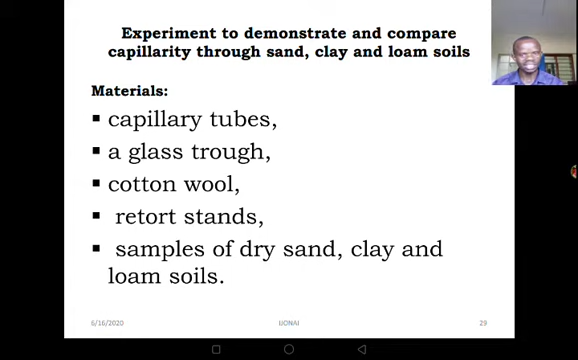 Experiment to demonstrate and compare
capillarity through sand, clay and loam soils
Materials:
▪ capillary tubes,
▪ a glass trough,
▪ cotton wool,
▪ retort stands,
▪ samples of dry sand, clay and
loam soils.
6/16/2020 IJONAI 29